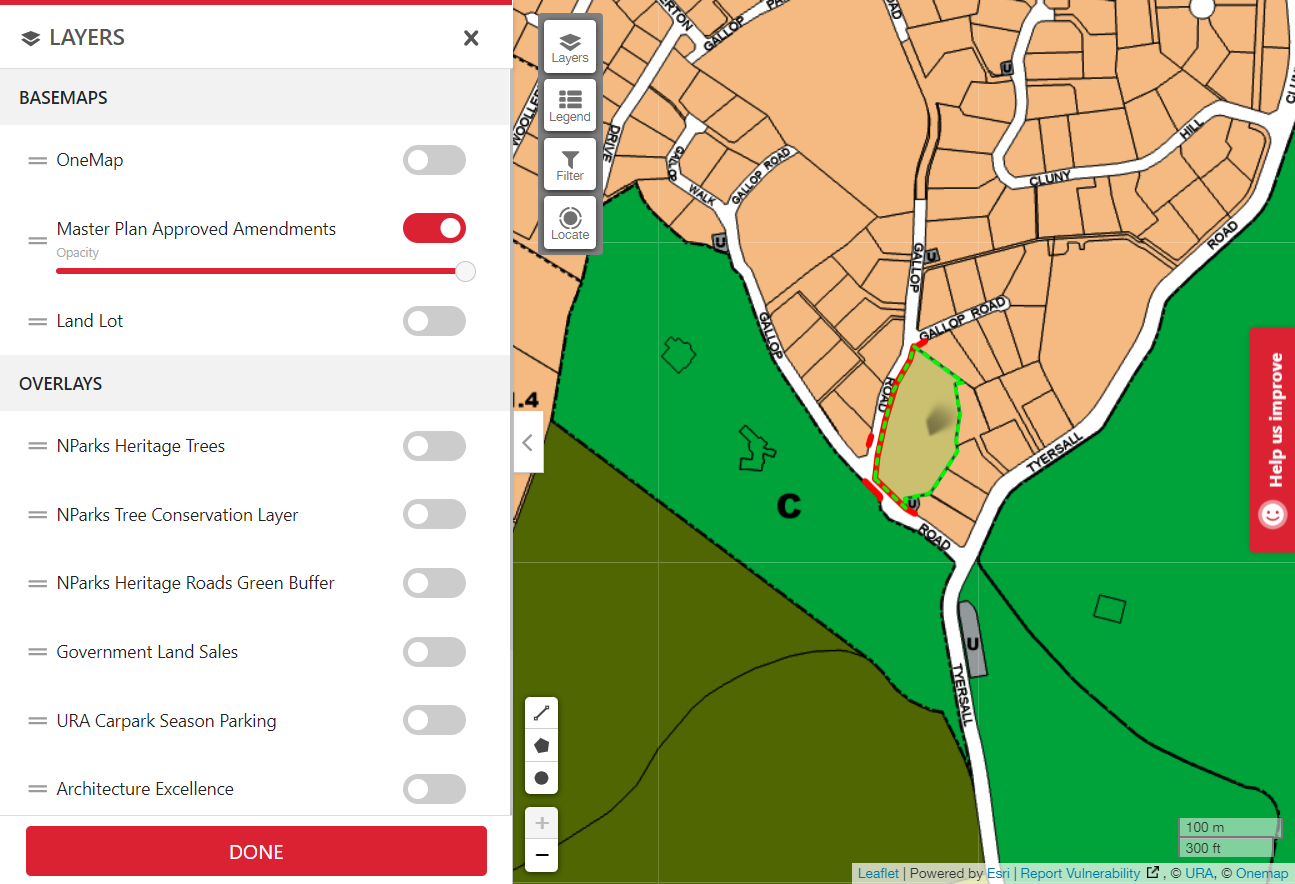 LAYERS
BASEMAPS
OneMap
Master Plan Approved Amendments
Opacity
Land Lot
OVERLAYS
NParks Heritage Trees
NParks Tree Conservation Layer
NParks Heritage Roads Green Buffer
Government Land Sales
URA Carpark Season Parking
Architecture Excellence
DONE
Layers
Legend
Filter
Locate
GALLOP
DRIVE
GALLOP
WALK
GALLOP ROAD
U
U
CLUNY
HILL
ROAD
U
GALLOP
GALLOP
GALLOP ROAD
ROAD
.4
TYERSALL
C
U
ROAD
U
TYERSALL
Help us improve
100 m
300 ft
Leaflet | Powered by Esri | Report Vulnerability , © URA, © Onemap